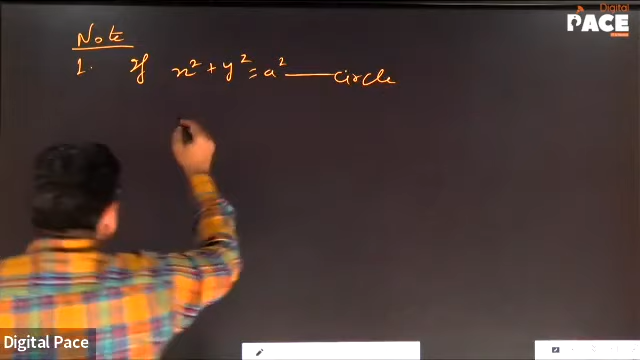 Digital
PACE
Note
1. If x² + y² = a² — circle
Digital Pace